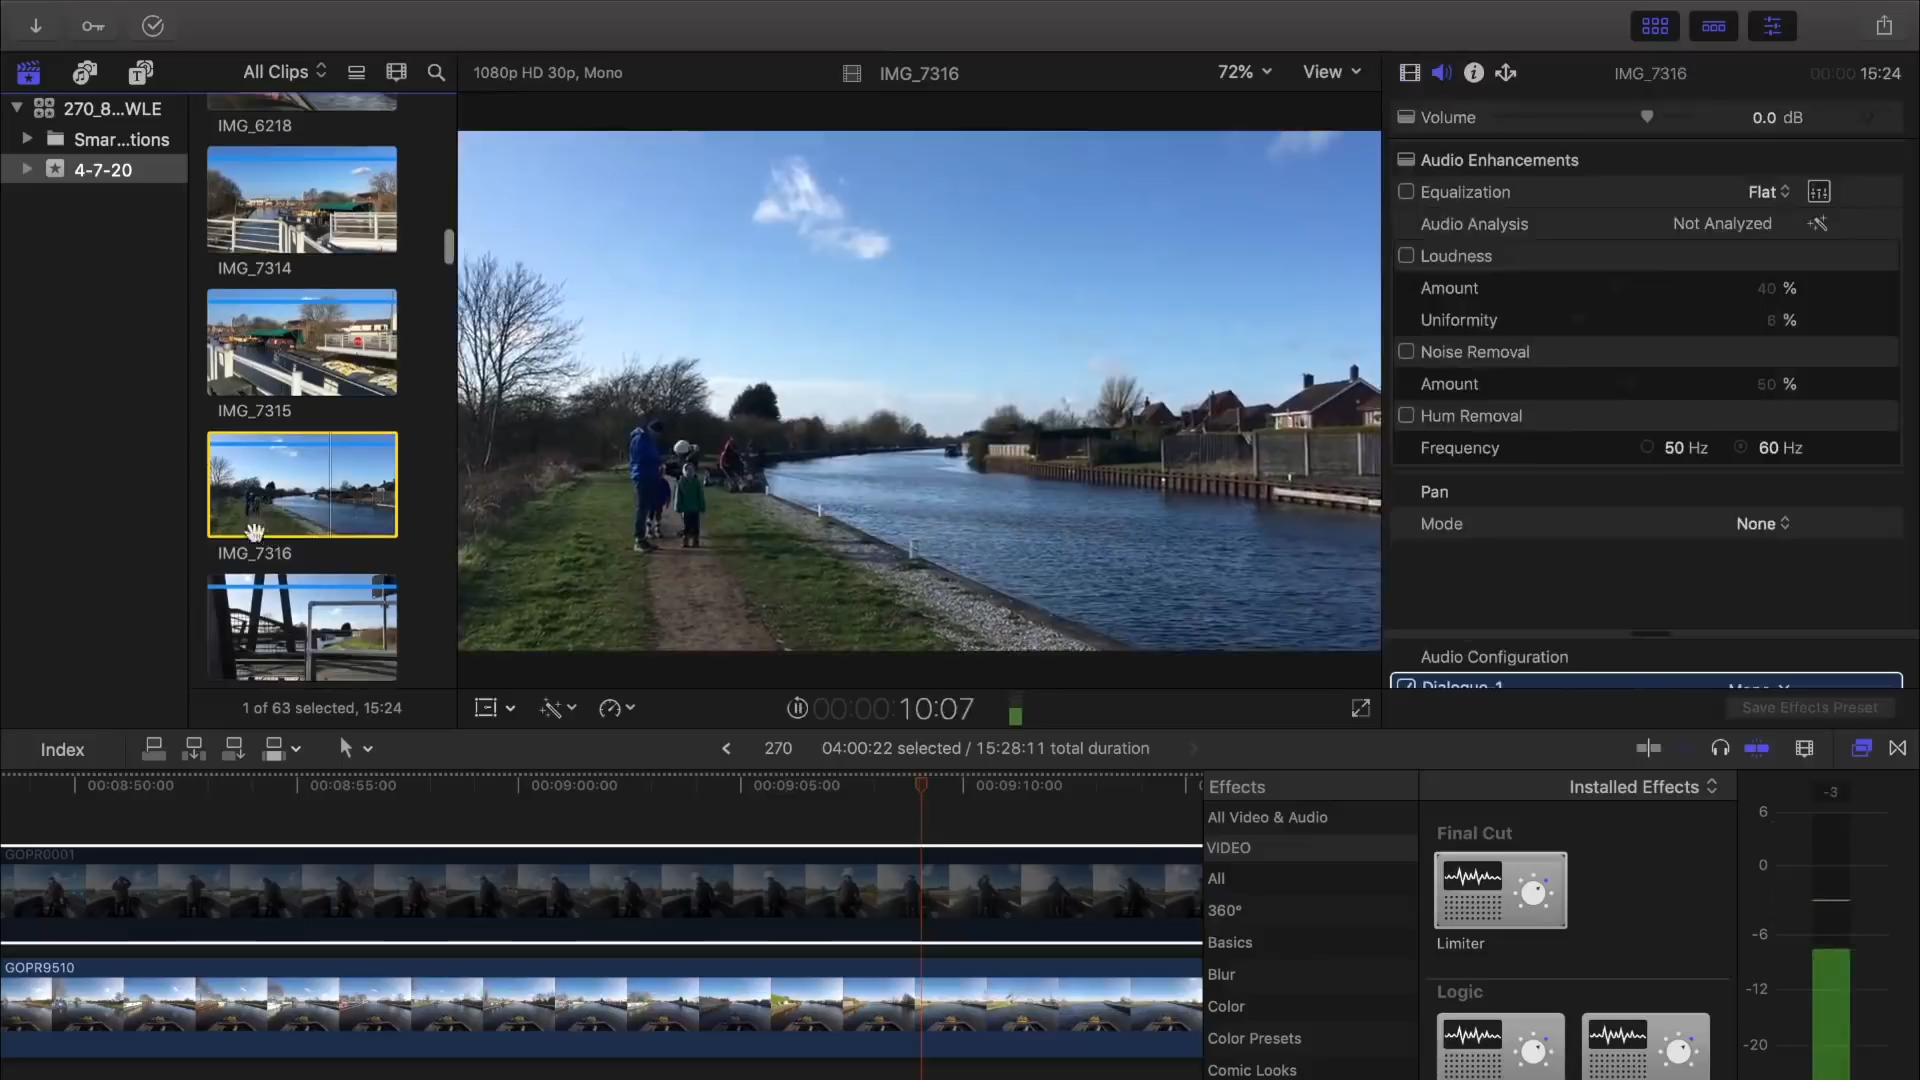 All Clips
1080p HD 30p, Mono
IMG_7316
72%
View
IMG_7316
00:00 15:24
270_8...WLE
Smar...tions
4-7-20
IMG_6218
IMG_7314
IMG_7315
IMG_7316
1 of 63 selected, 15:24
Volume
0.0 dB
Audio Enhancements
Equalization
Flat
Audio Analysis
Not Analyzed
Loudness
Amount
40 %
Uniformity
6 %
Noise Removal
Amount
50 %
Hum Removal
Frequency
50 Hz
60 Hz
Pan
Mode
None
Audio Configuration
Dialogue-1
Mono
Save Effects Preset
00:00:10:07
Index
270
04:00:22 selected / 15:28:11 total duration
00:08:50:00
00:08:55:00
00:09:00:00
00:09:05:00
00:09:10:00
GOPR0001
GOPR9510
Effects
Installed Effects
All Video & Audio
VIDEO
All
360°
Basics
Blur
Color
Color Presets
Comic Looks
Final Cut
Limiter
Logic
-3
6
0
-6
-12
-20